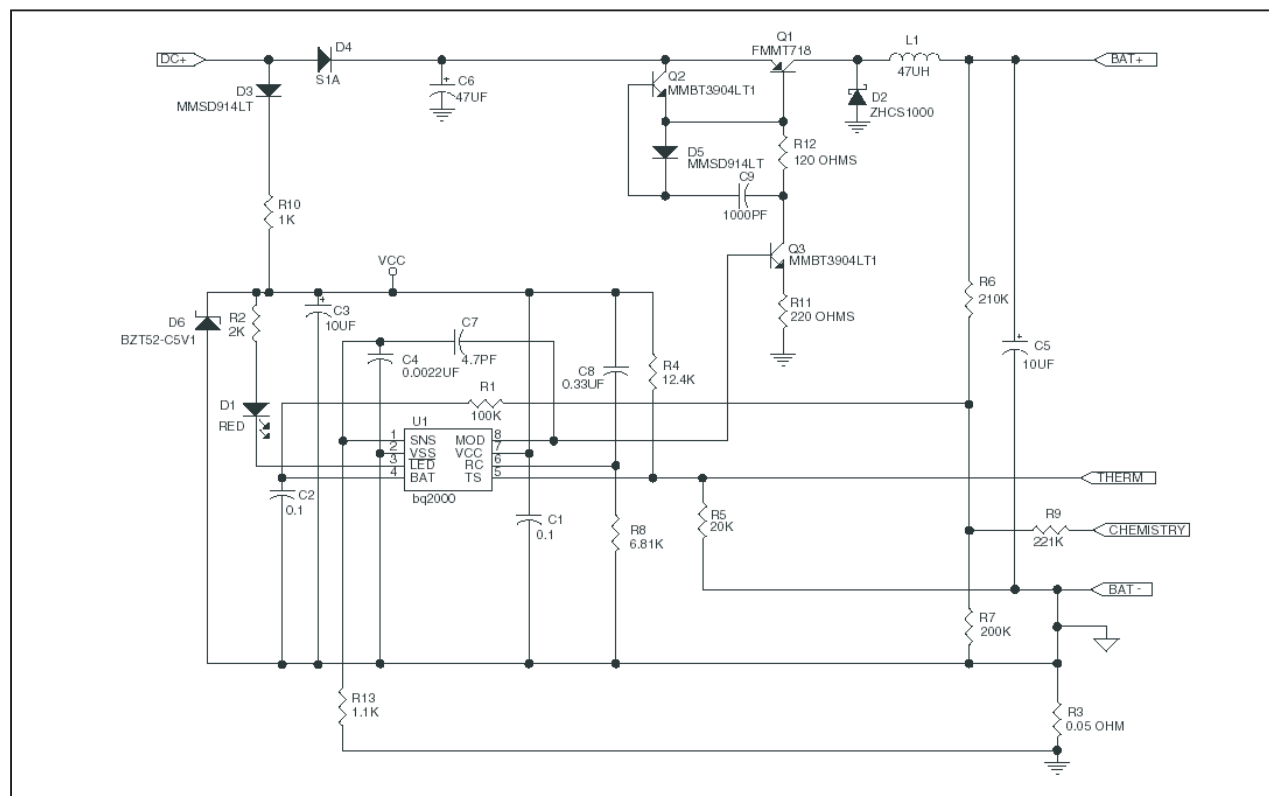 DC+
D4
S1A
D3
MMSD914LT
C6
47UF
Q1
FMMT718
L1
47UH
BAT+
Q2
MMBT3904LT1
D2
ZHCS1000
D5
MMSD914LT
R12
120 OHMS
C9
1000PF
R10
1K
Q3
MMBT3904LT1
VCC
R11
220 OHMS
R6
210K
D6
BZT52-C5V1
R2
2K
C3
10UF
C7
4.7PF
C4
0.0022UF
C8
0.33UF
R4
12.4K
C5
10UF
D1
RED
R1
100K
U1
1 SNS MOD 8
2 VSS VCC 7
3 LED RC 6
4 BAT TS 5
bq2000
THERM
C2
0.1
C1
0.1
R8
6.81K
R5
20K
R9
221K
CHEMISTRY
BAT -
R7
200K
R13
1.1K
R3
0.05 OHM